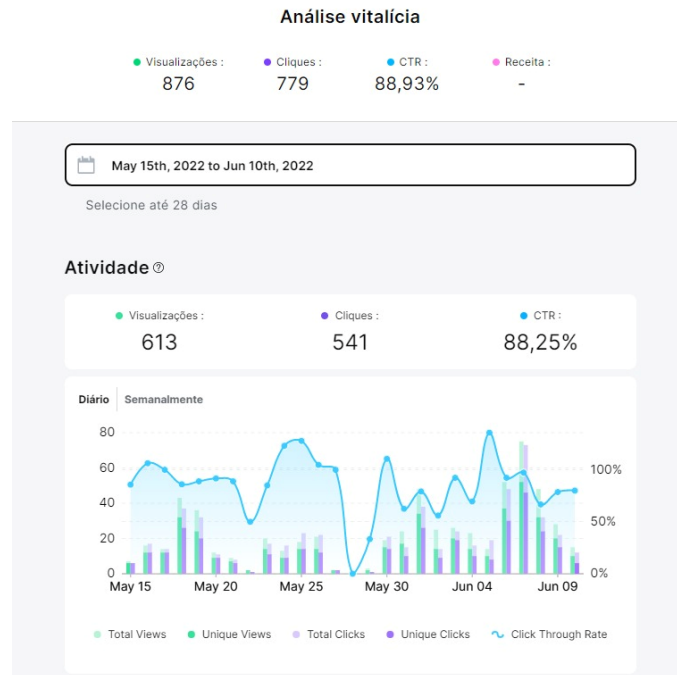 Análise vitalícia
Visualizações : Cliques : CTR : Receita :
876 779 88,93% -
May 15th, 2022 to Jun 10th, 2022
Selecione até 28 dias
Atividade ?
Visualizações : Cliques : CTR :
613 541 88,25%
Diário Semanalmente
80
60 100%
40
20 50%
0 0%
May 15 May 20 May 25 May 30 Jun 04 Jun 09
Total Views Unique Views Total Clicks Unique Clicks Click Through Rate